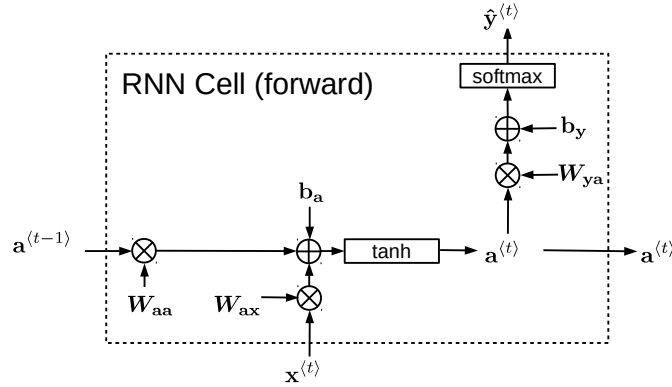 ŷ⟨t⟩
softmax
RNN Cell (forward)
b_y
W_ya
b_a
a⟨t−1⟩
tanh
a⟨t⟩
a⟨t⟩
W_aa
W_ax
x⟨t⟩